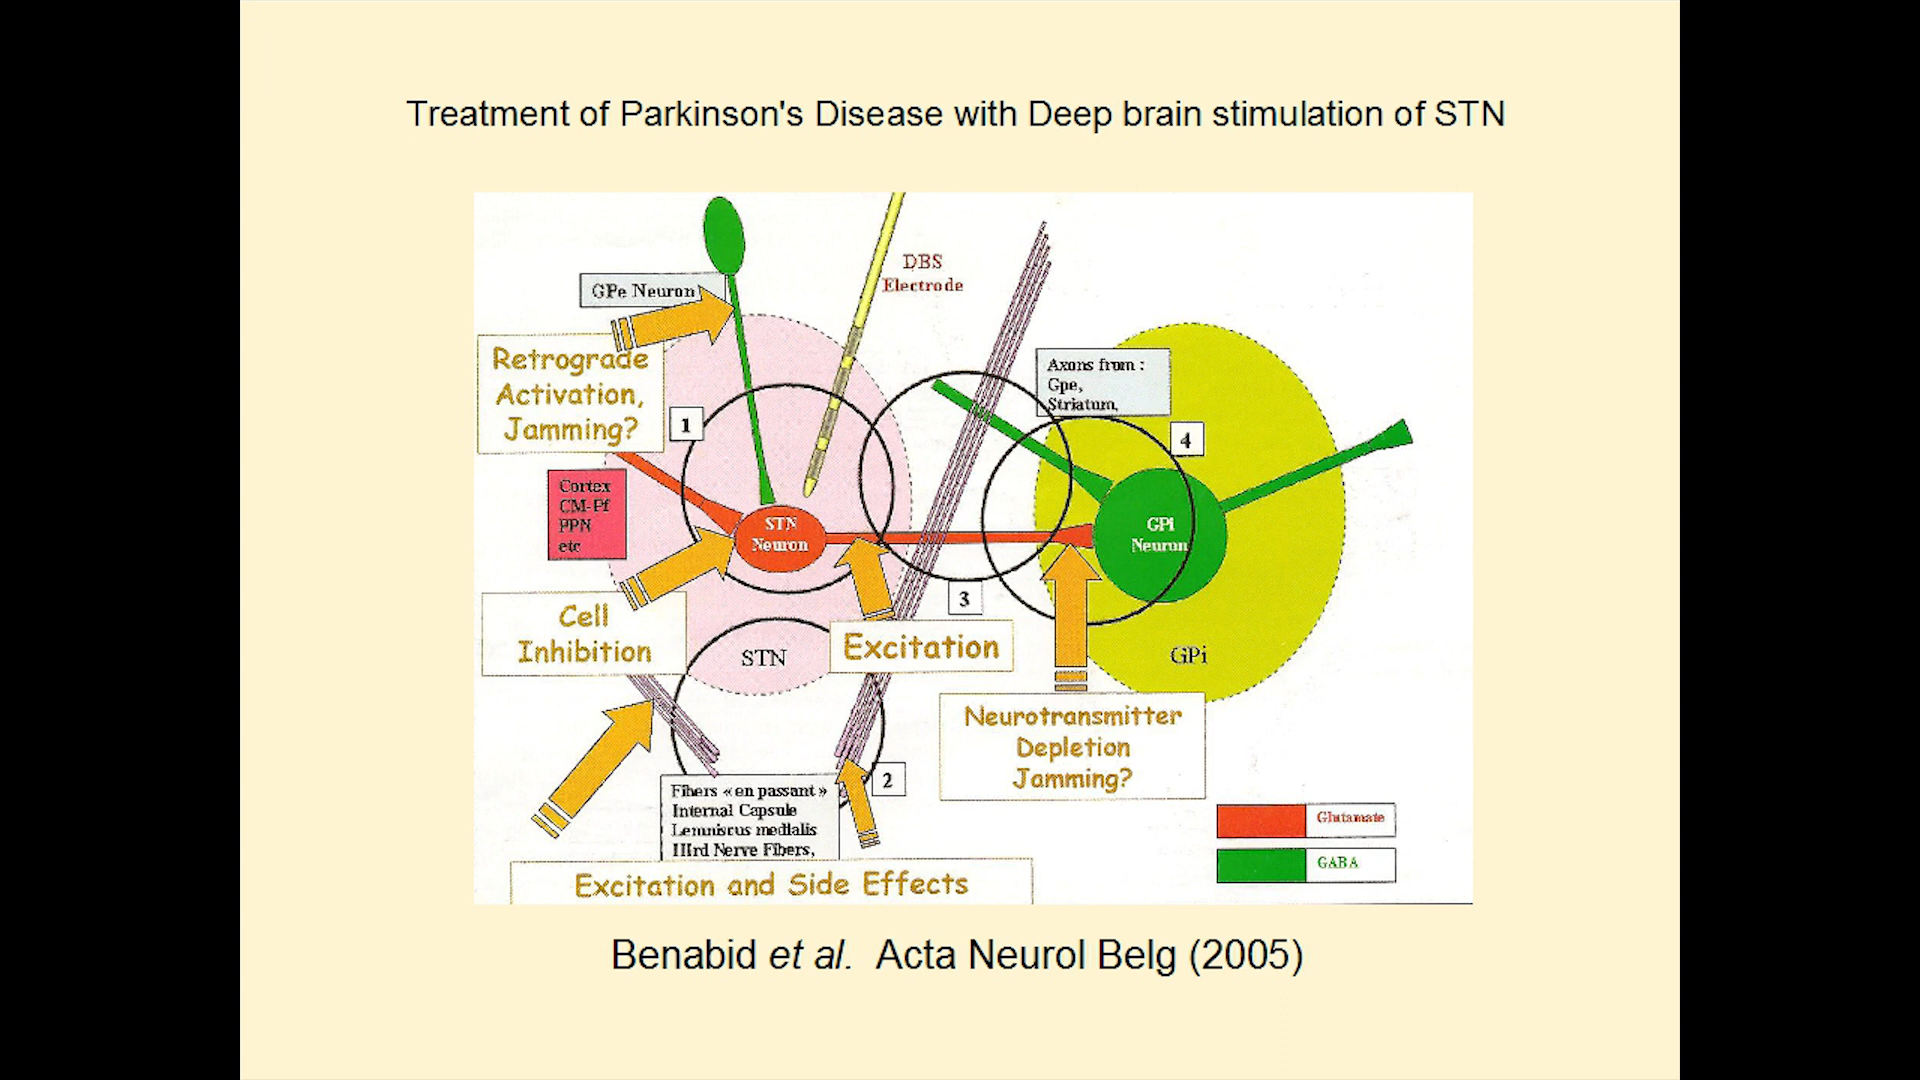 Treatment of Parkinson's Disease with Deep brain stimulation of STN
DBS
Electrode
GPe Neuron
Retrograde
Activation,
Jamming?
1
Axons from :
Gpe,
Striatum,
4
Cortex
CM-Pf
PPN
etc
STN
Neuron
GPi
Neuron
3
Cell
Inhibition
STN
Excitation
GPi
Neurotransmitter
Depletion
Jamming?
2
Fibers « en passant »
Internal Capsule
Lemniscus medialis
IIIrd Nerve Fibers,
Glutamate
GABA
Excitation and Side Effects
Benabid et al. Acta Neurol Belg (2005)